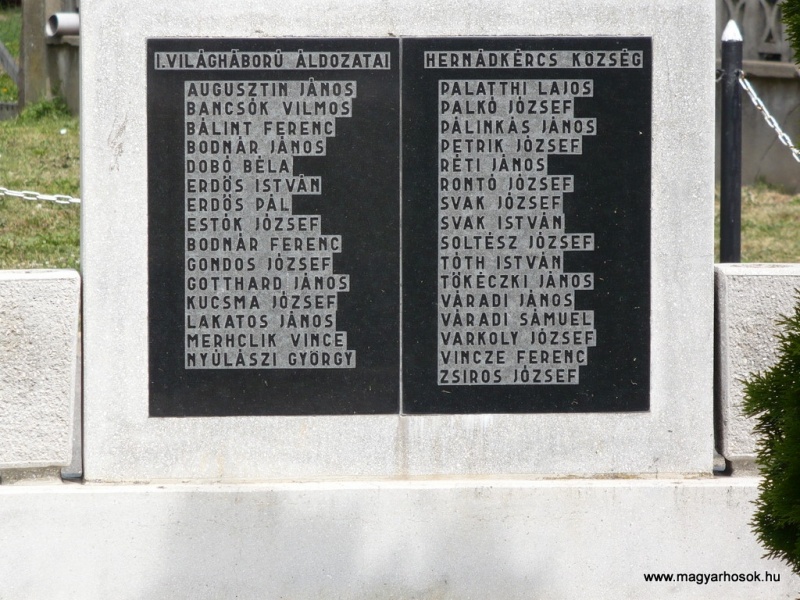 I.VILÁGHÁBORÚ ÁLDOZATAI
AUGUSZTIN JÁNOS
BANCSÓK VILMOS
BÁLINT FERENC
BODNÁR JÁNOS
DOBÓ BÉLA
ERDŐS ISTVÁN
ERDŐS PÁL
ESTÓK JÓZSEF
BODNÁR FERENC
GONDOS JÓZSEF
GOTTHARD JÁNOS
KUCSMA JÓZSEF
LAKATOS JÁNOS
MERHCLIK VINCE
NYÚLÁSZI GYÖRGY
HERNÁDKÉRCS KÖZSÉG
PALATTHI LAJOS
PALKÓ JÓZSEF
PÁLINKÁS JÁNOS
PETRIK JÓZSEF
RÉTI JÁNOS
RONTÓ JÓZSEF
SVAK JÓZSEF
SVAK ISTVÁN
SOLTÉSZ JÓZSEF
TÓTH ISTVÁN
TŐKÉCZKI JÁNOS
VÁRADI JÁNOS
VÁRADI SÁMUEL
VARKOLY JÓZSEF
VINCZE FERENC
ZSIROS JÓZSEF
www.magyarhosok.hu